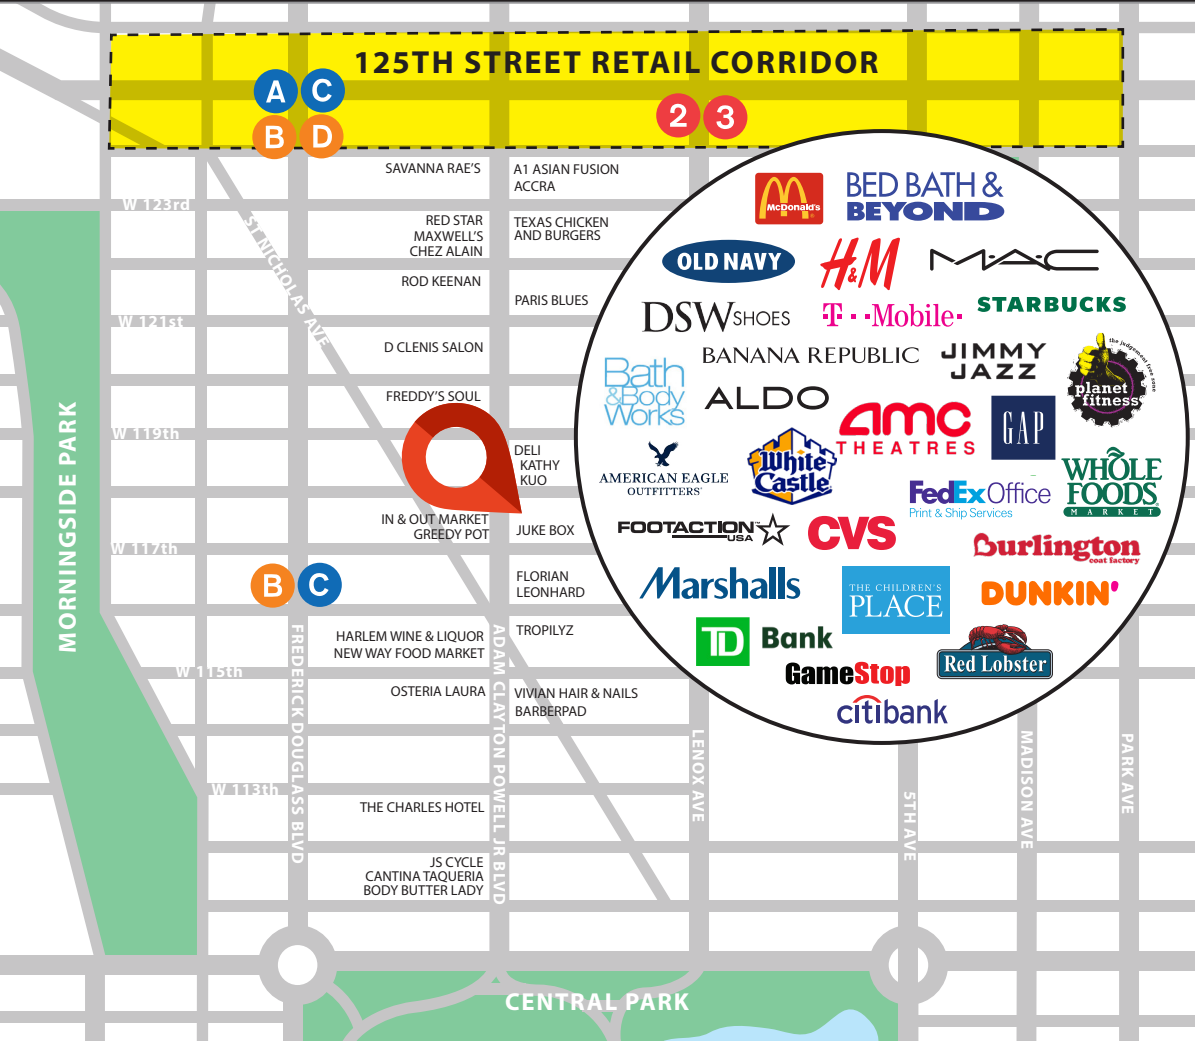 125TH STREET RETAIL CORRIDOR
A C
B D
2 3
SAVANNA RAE'S
A1 ASIAN FUSION
ACCRA
W 123rd
RED STAR
MAXWELL'S
CHEZ ALAIN
TEXAS CHICKEN
AND BURGERS
ST NICHOLAS AVE
ROD KEENAN
PARIS BLUES
W 121st
D CLENIS SALON
FREDDY'S SOUL
W 119th
DELI
KATHY
KUO
IN & OUT MARKET
GREEDY POT
JUKE BOX
W 117th
B C
FLORIAN
LEONHARD
HARLEM WINE & LIQUOR
NEW WAY FOOD MARKET
TROPILYZ
W 115th
OSTERIA LAURA
VIVIAN HAIR & NAILS
BARBERPAD
W 113th
THE CHARLES HOTEL
JS CYCLE
CANTINA TAQUERIA
BODY BUTTER LADY
MORNINGSIDE PARK
FREDERICK DOUGLASS BLVD
ADAM CLAYTON POWELL JR BLVD
LENOX AVE
5TH AVE
MADISON AVE
PARK AVE
CENTRAL PARK
McDonald's
BED BATH &
BEYOND
OLD NAVY
H&M
MAC
DSW SHOES
T··Mobile·
STARBUCKS
BANANA REPUBLIC
JIMMY
JAZZ
the judgement free zone
planet
fitness
Bath
&Body
Works
ALDO
amc
THEATRES
GAP
AMERICAN EAGLE
OUTFITTERS
White
Castle
FedEx Office
Print & Ship Services
WHÔLE
FOODS
MARKET
FOOTACTION
USA
CVS
Burlington
coat factory
Marshalls
THE CHILDREN'S
PLACE
DUNKIN'
TD Bank
GameStop
Red Lobster
citibank